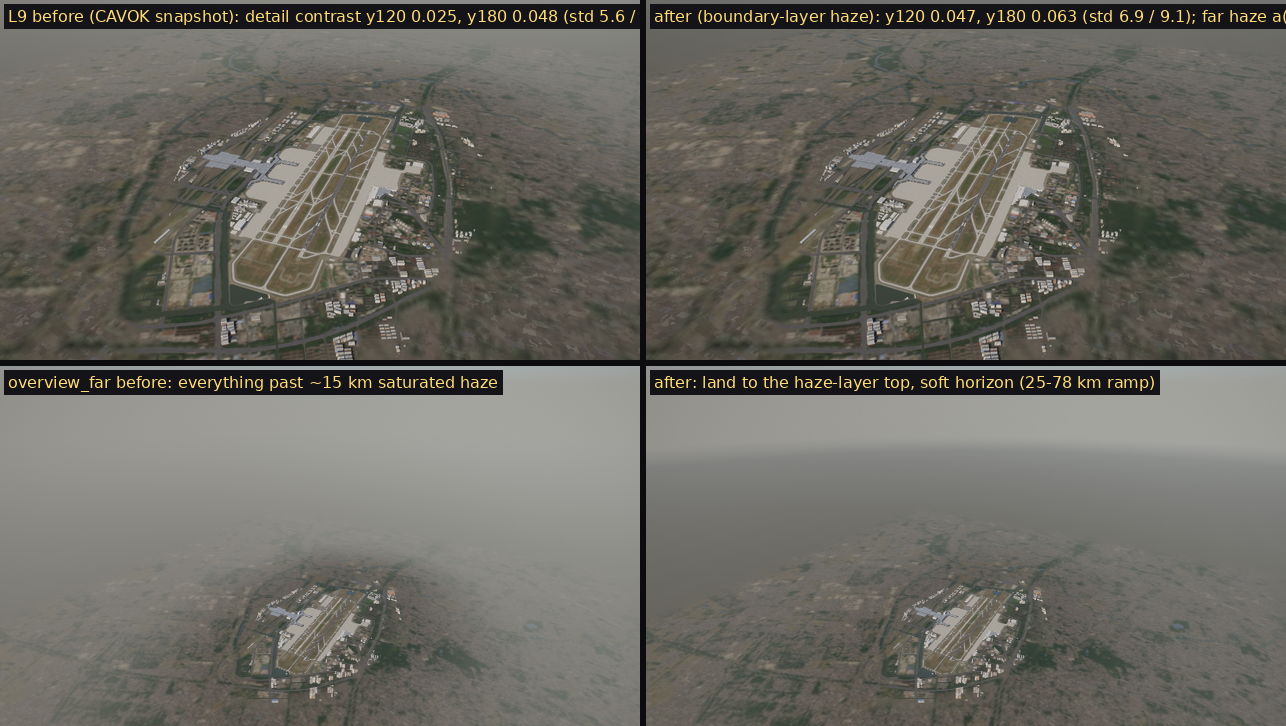 L9 before (CAVOK snapshot): detail contrast y120 0.025, y180 0.048 (std 5.6 /
after (boundary-layer haze): y120 0.047, y180 0.063 (std 6.9 / 9.1); far haze a(
overview_far before: everything past ~15 km saturated haze
after: land to the haze-layer top, soft horizon (25-78 km ramp)